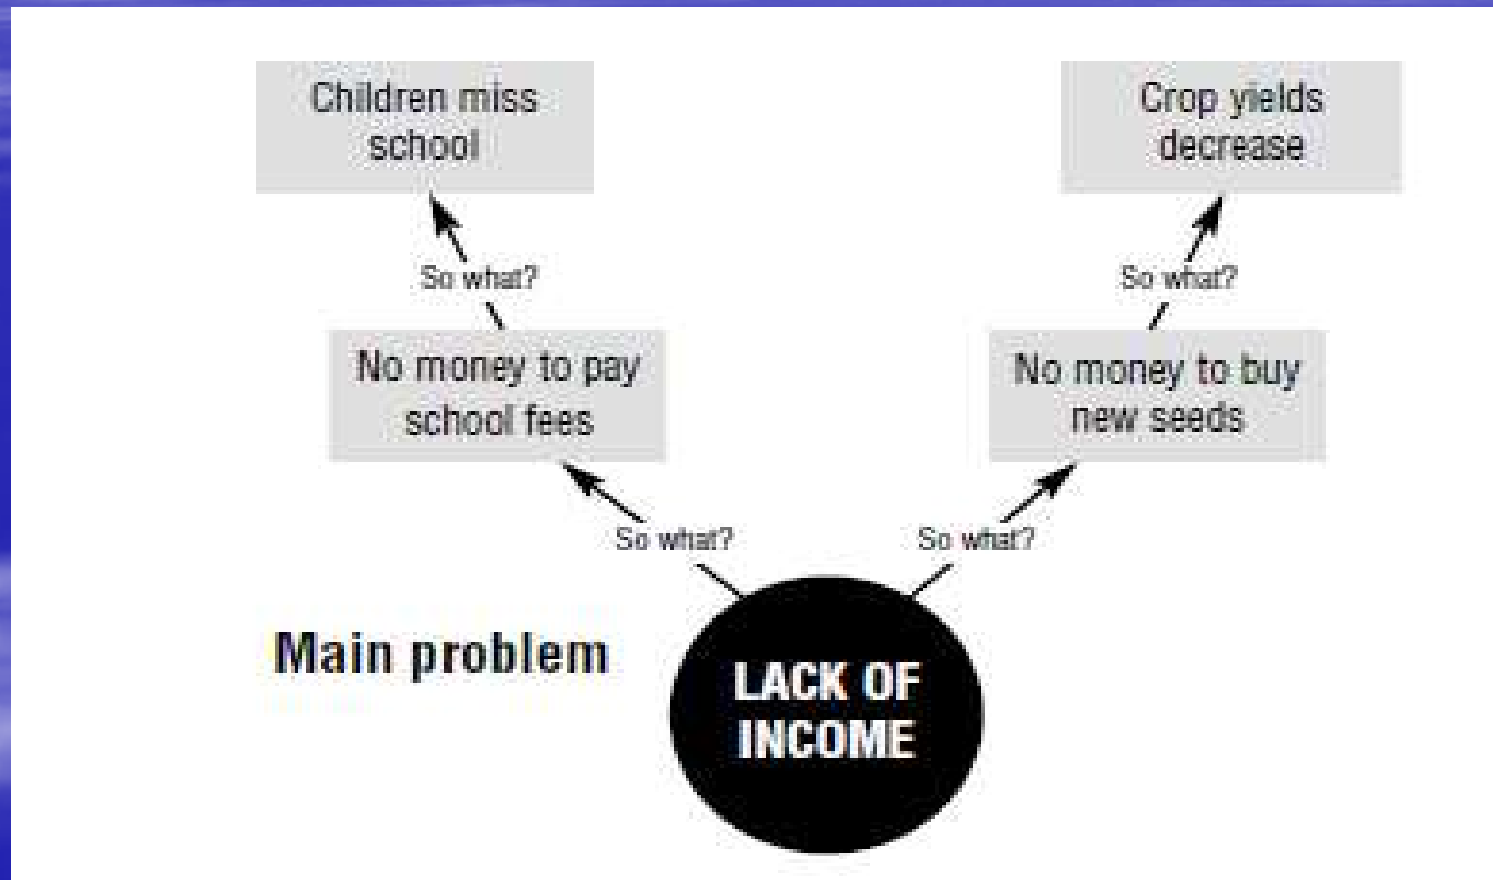 Children miss
school
Crop yields
decrease
So what?
So what?
No money to pay
school fees
No money to buy
new seeds
So what?
So what?
Main problem
LACK OF
INCOME